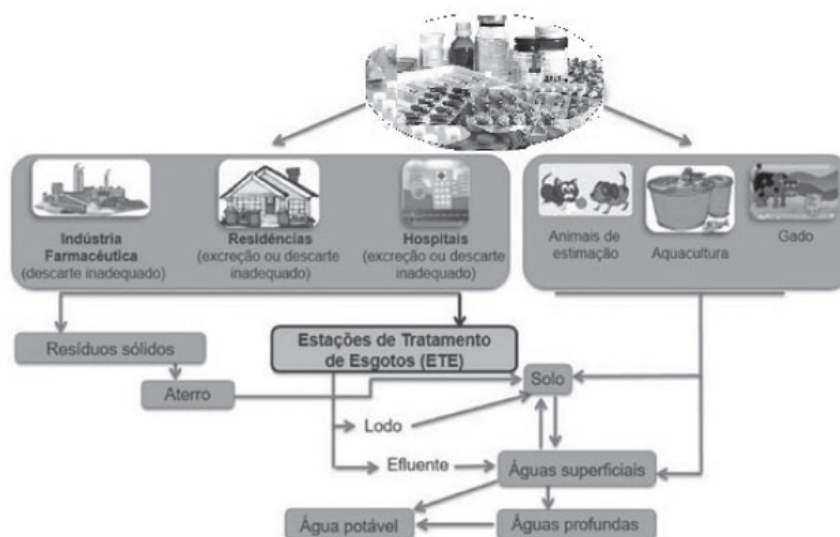 Indústria
Farmacêutica
(descarte inadequado)
Residências
(excreção ou descarte
inadequado)
Hospitais
(excreção ou descarte
inadequado)
Animais de
estimação
Aquacultura
Gado
Resíduos sólidos
Estações de Tratamento
de Esgotos (ETE)
Aterro
Solo
Lodo
Efluente
Águas superficiais
Água potável
Águas profundas